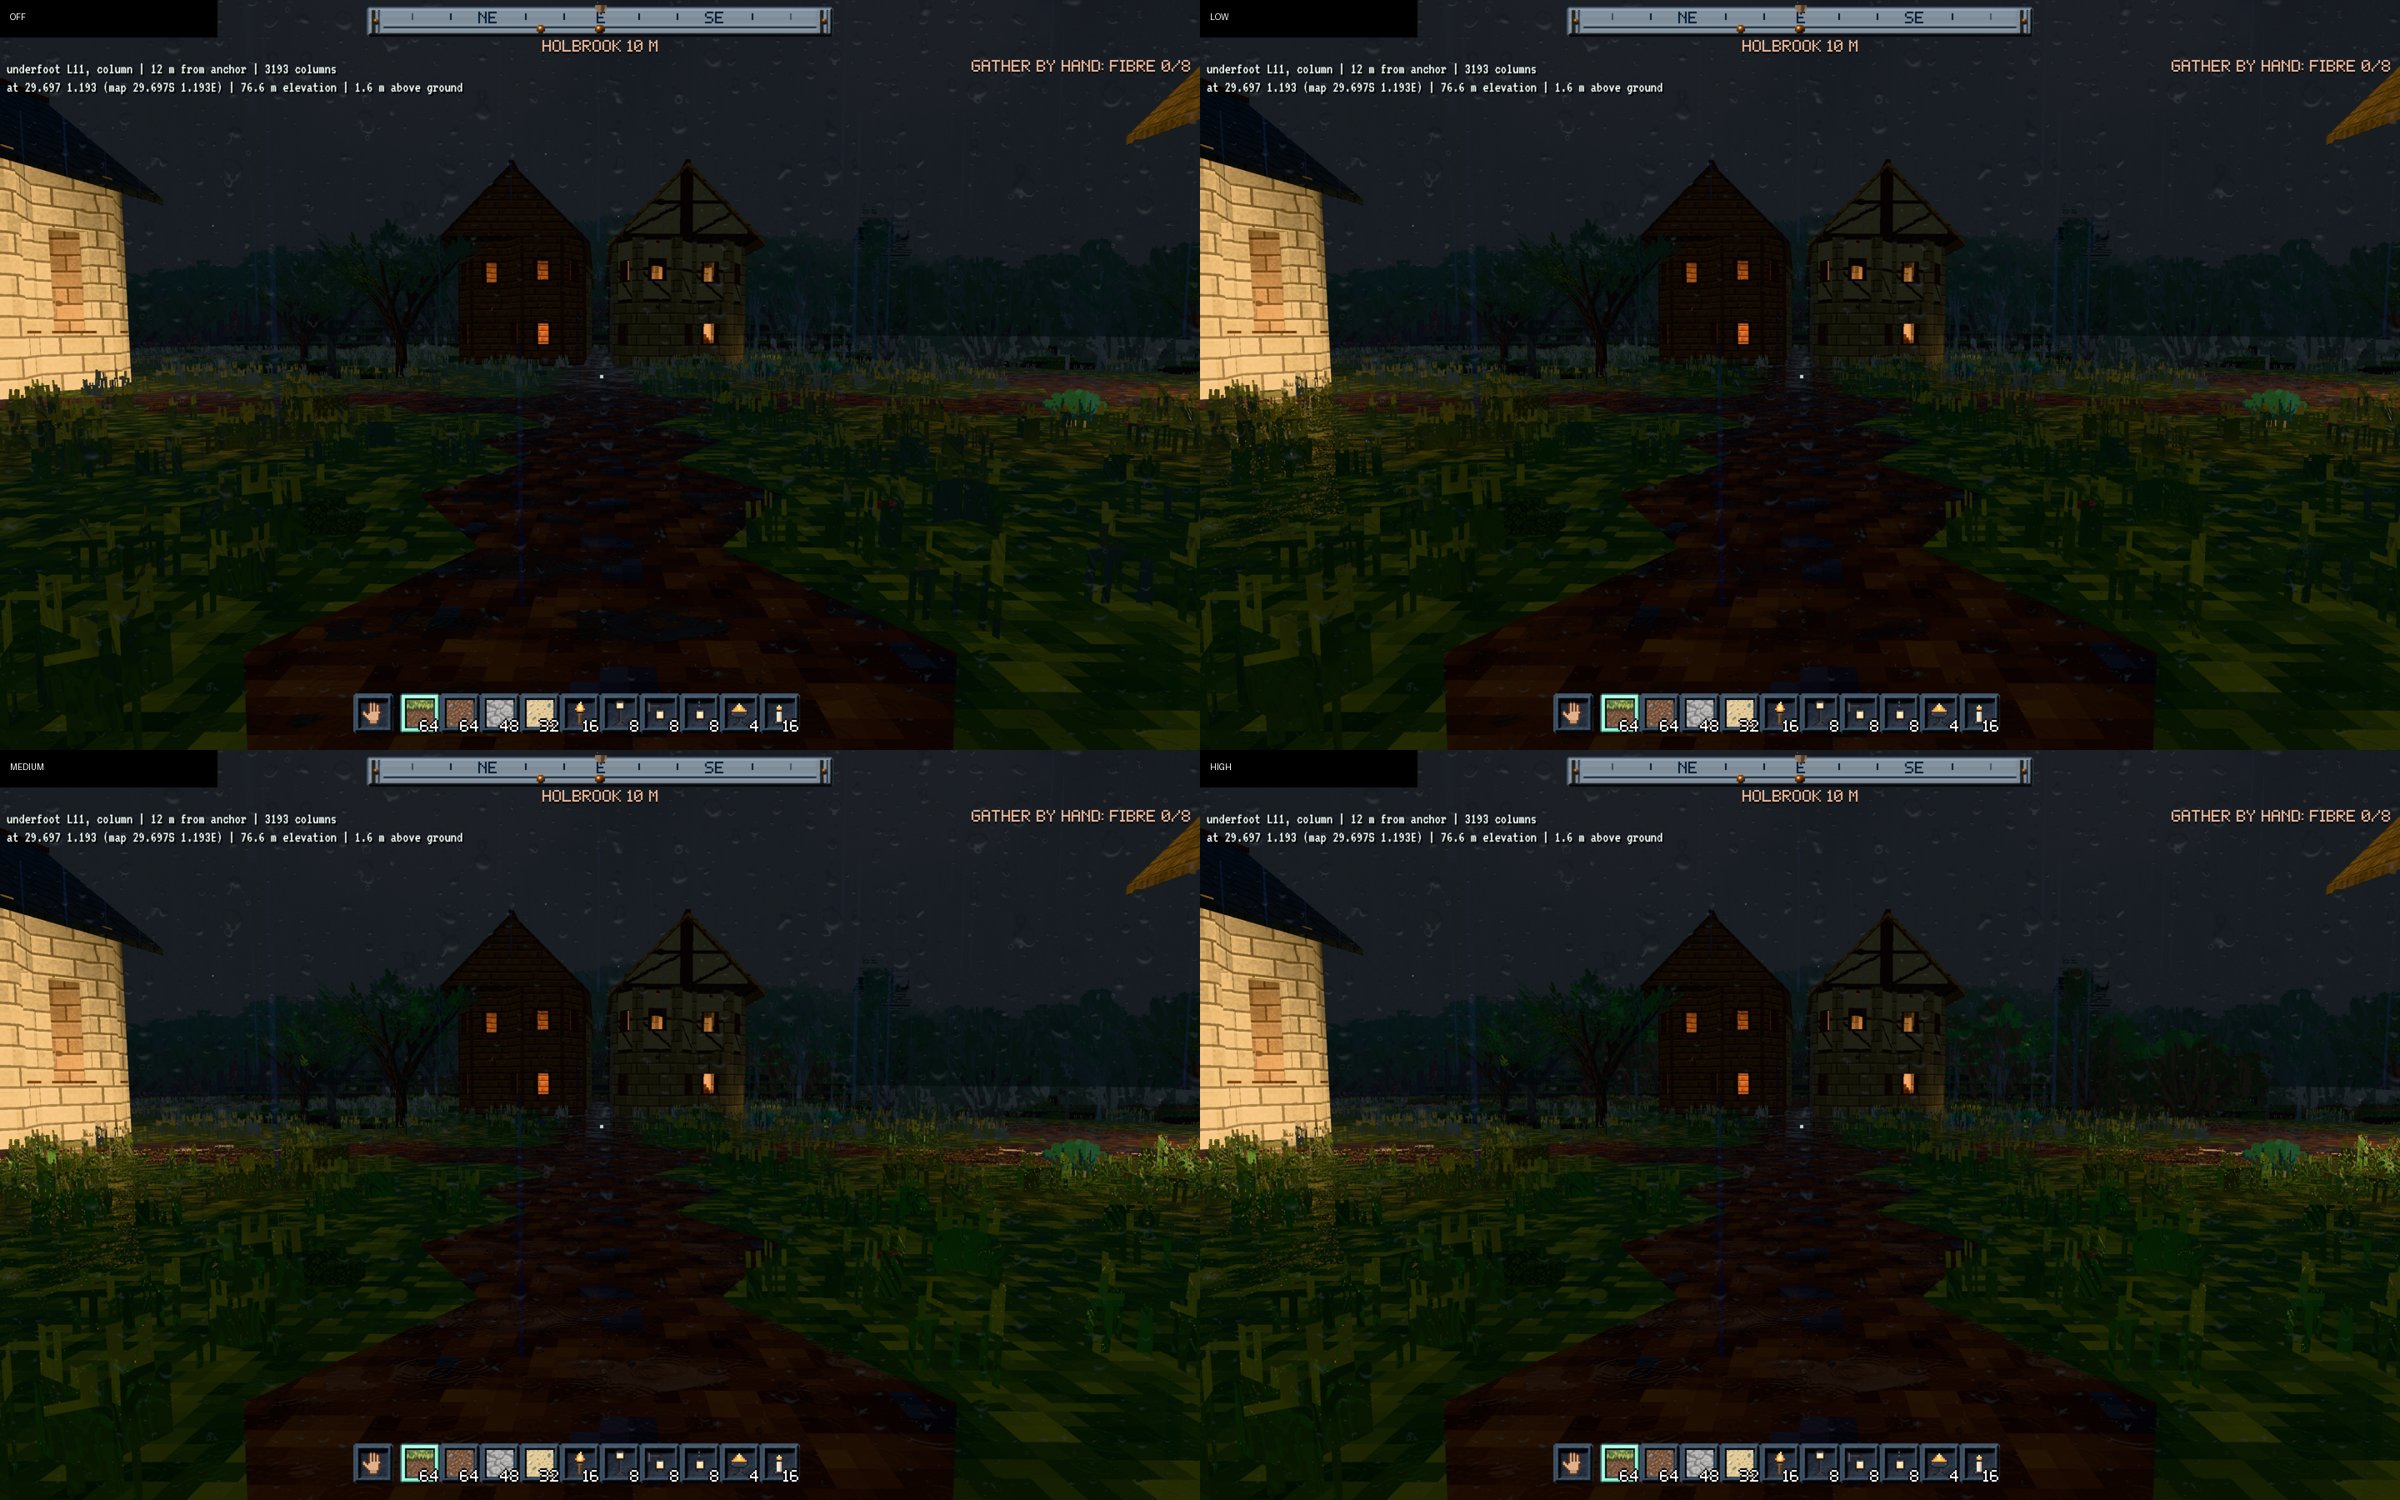 OFF
NE E SE
HOLBROOK 10 M
underfoot L11, column | 12 m from anchor | 3193 columns
GATHER BY HAND: FIBRE 0/8
at 29.697 1.193 (map 29.697S 1.193E) | 76.6 m elevation | 1.6 m above ground
64 64 48 32 16 8 8 8 4 16
LOW
NE E SE
HOLBROOK 10 M
underfoot L11, column | 12 m from anchor | 3193 columns
GATHER BY HAND: FIBRE 0/8
at 29.697 1.193 (map 29.697S 1.193E) | 76.6 m elevation | 1.6 m above ground
64 64 48 32 16 8 8 8 4 16
MEDIUM
NE E SE
HOLBROOK 10 M
underfoot L11, column | 12 m from anchor | 3193 columns
GATHER BY HAND: FIBRE 0/8
at 29.697 1.193 (map 29.697S 1.193E) | 76.6 m elevation | 1.6 m above ground
64 64 48 32 16 8 8 8 4 16
HIGH
NE E SE
HOLBROOK 10 M
underfoot L11, column | 12 m from anchor | 3193 columns
GATHER BY HAND: FIBRE 0/8
at 29.697 1.193 (map 29.697S 1.193E) | 76.6 m elevation | 1.6 m above ground
64 64 48 32 16 8 8 8 4 16